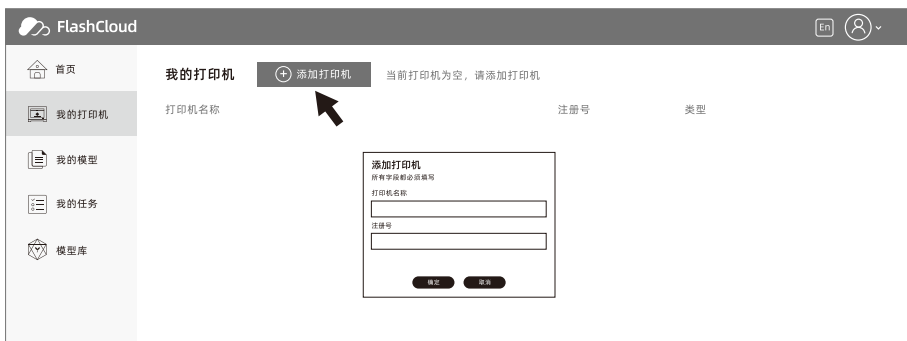 FlashCloud
En
首页
我的打印机
我的模型
我的任务
模型库
我的打印机 添加打印机 当前打印机为空，请添加打印机
打印机名称 注册号 类型
添加打印机
所有字段都必须填写
打印机名称
注册号
确定 取消